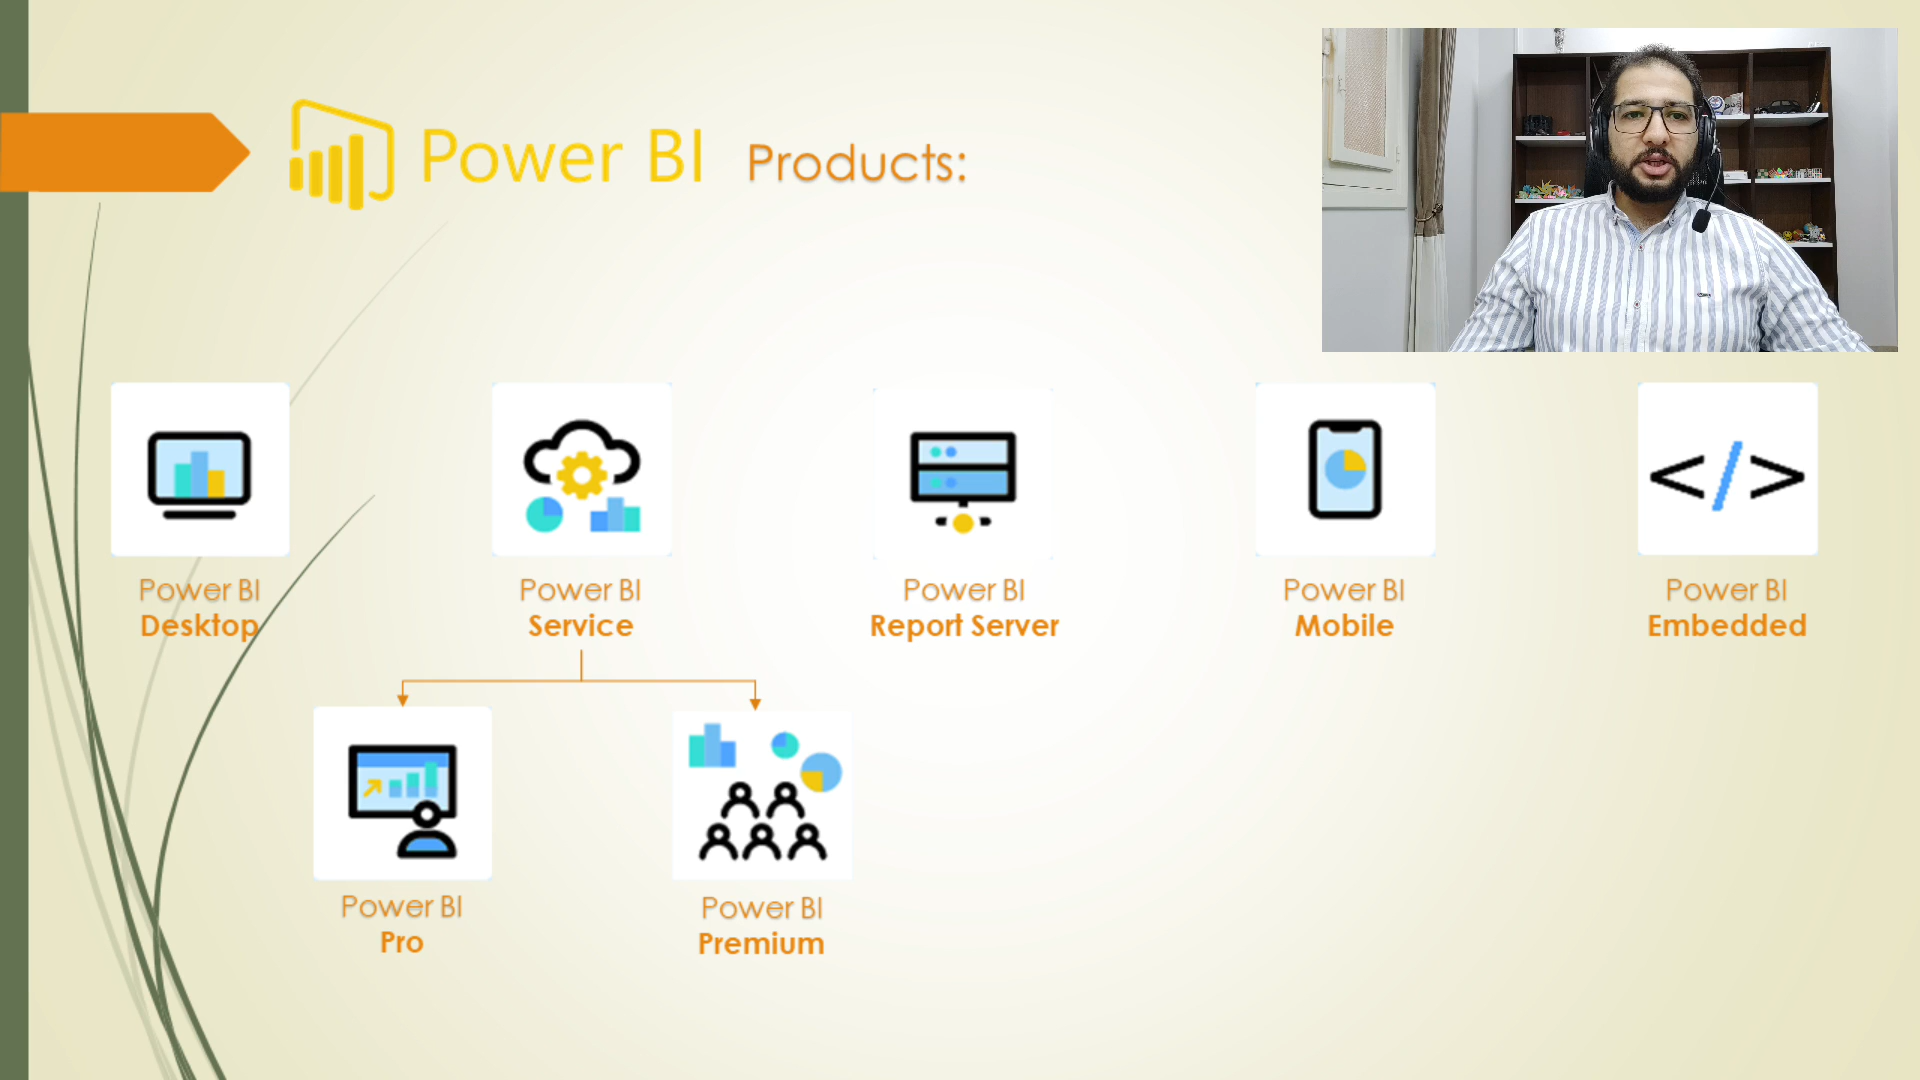 Power BI Products:
Power BI
Desktop
Power BI
Service
Power BI
Report Server
Power BI
Mobile
Power BI
Embedded
Power BI
Pro
Power BI
Premium